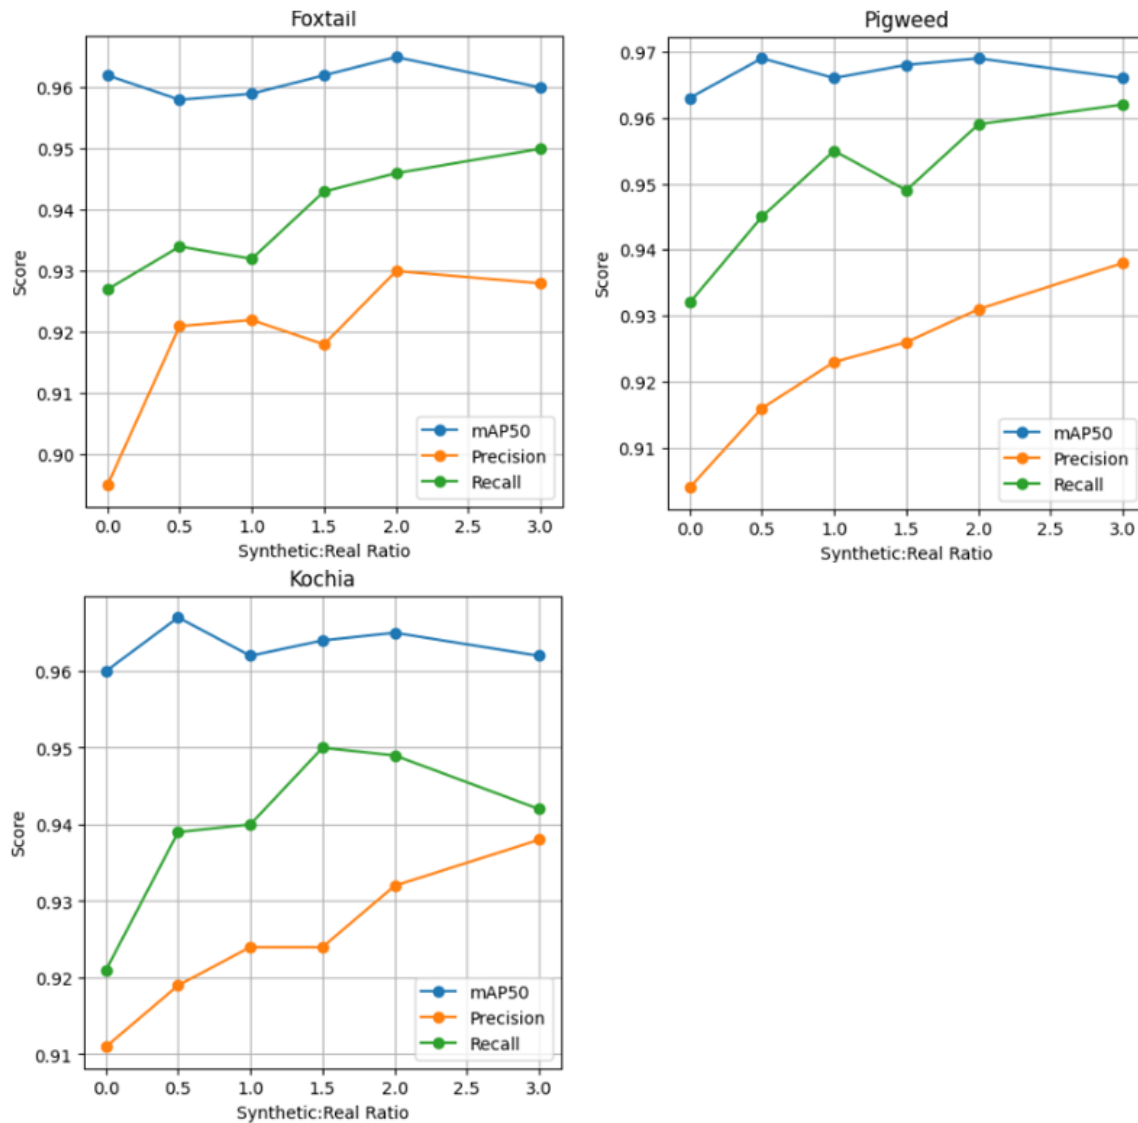 Foxtail
Score
0.96
0.95
0.94
0.93
0.92
0.91
0.90
mAP50
Precision
Recall
0.0 0.5 1.0 1.5 2.0 2.5 3.0
Synthetic:Real Ratio
Pigweed
Score
0.97
0.96
0.95
0.94
0.93
0.92
0.91
mAP50
Precision
Recall
0.0 0.5 1.0 1.5 2.0 2.5 3.0
Synthetic:Real Ratio
Kochia
Score
0.96
0.95
0.94
0.93
0.92
0.91
mAP50
Precision
Recall
0.0 0.5 1.0 1.5 2.0 2.5 3.0
Synthetic:Real Ratio